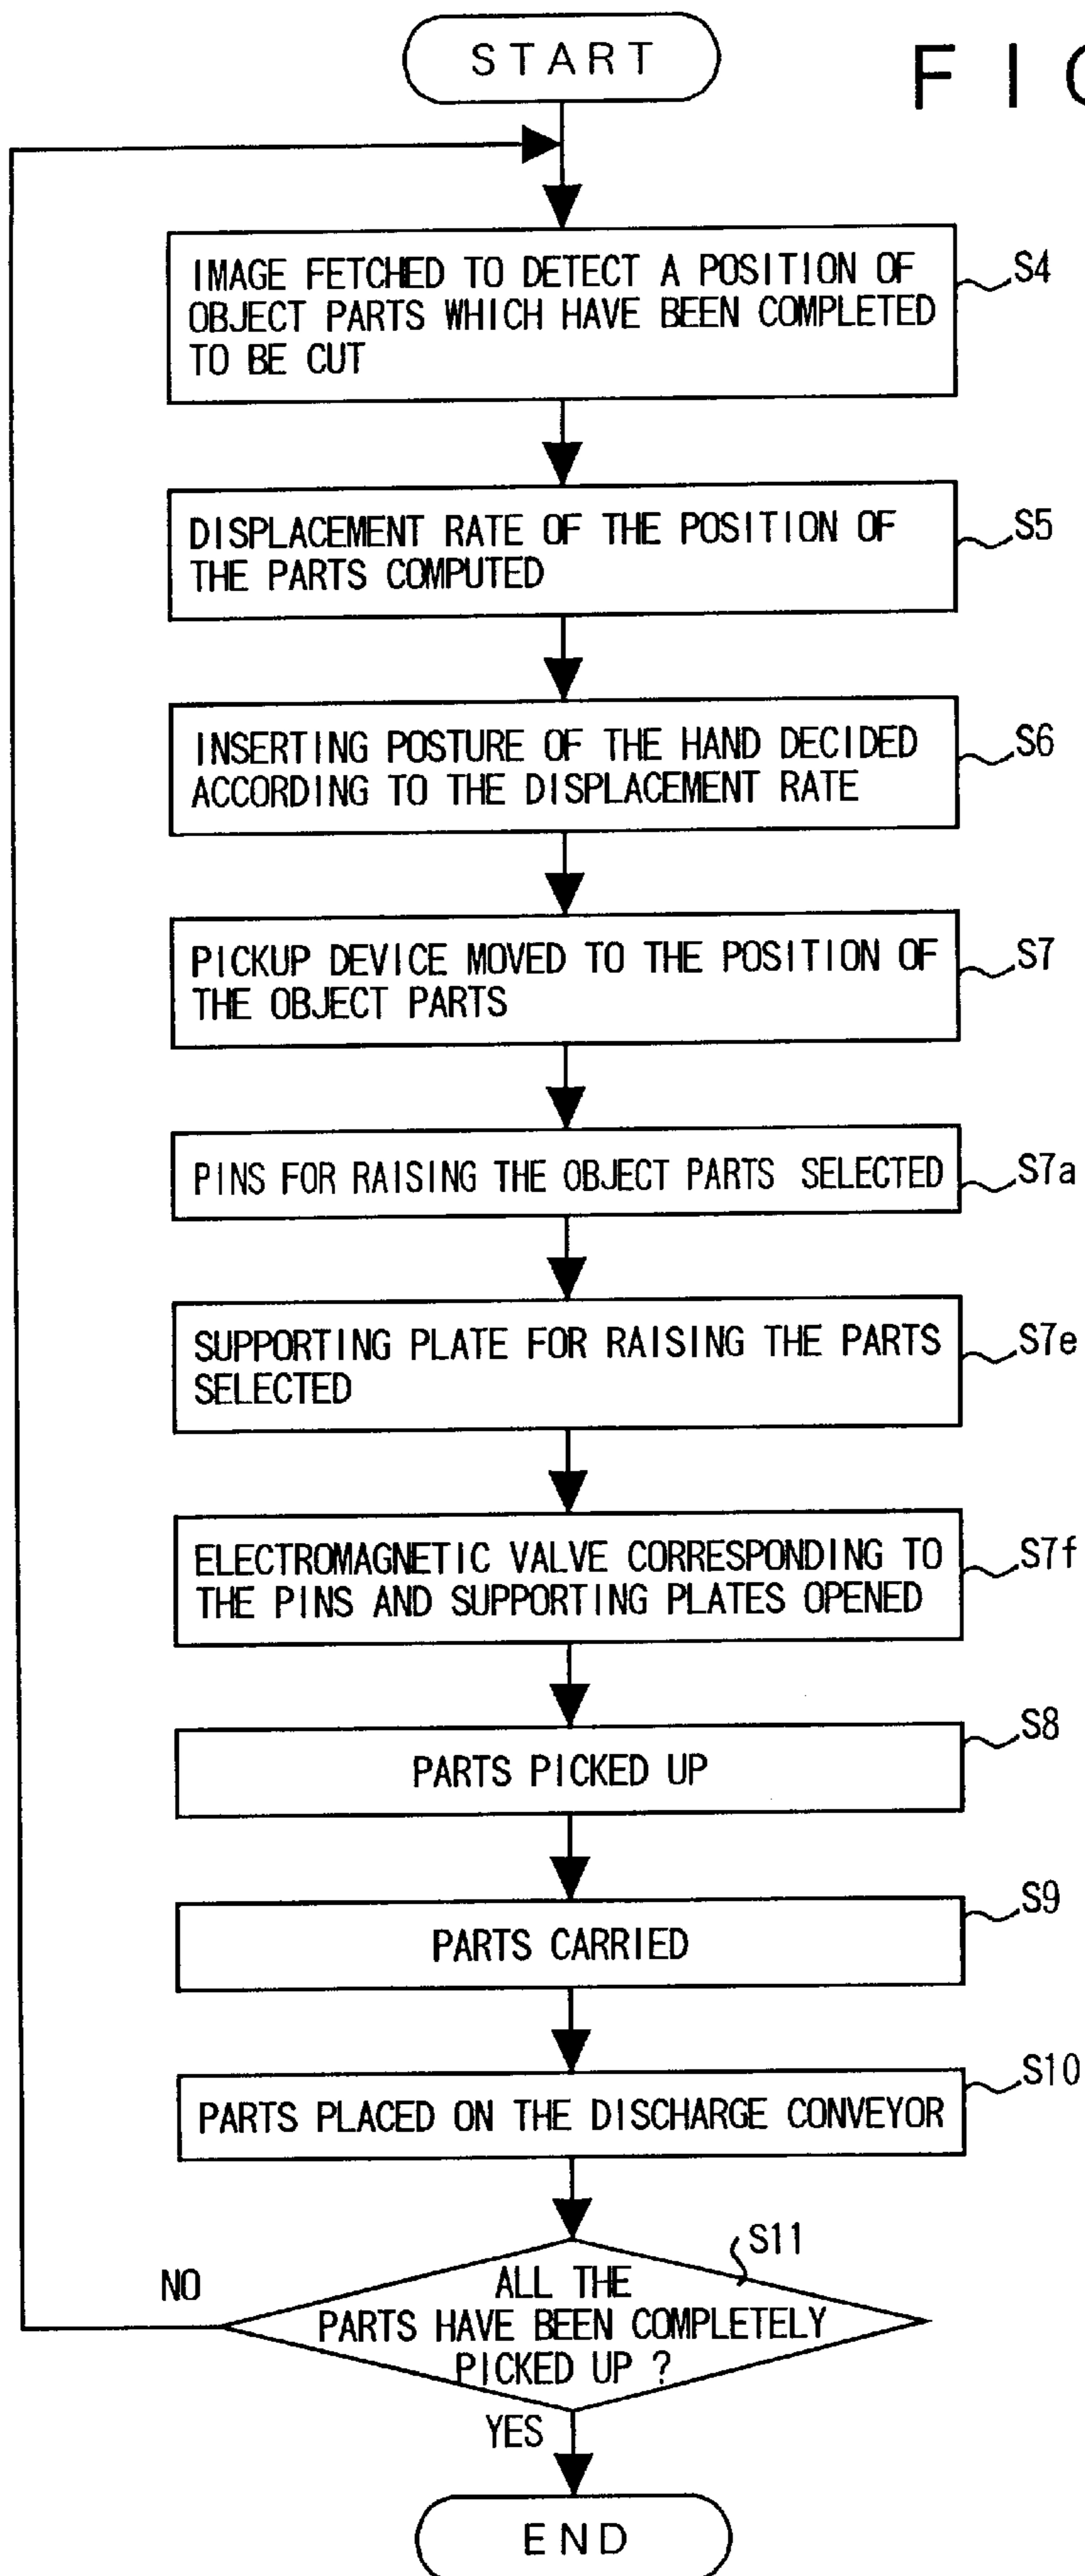 START
FIG
IMAGE FETCHED TO DETECT A POSITION OF
OBJECT PARTS WHICH HAVE BEEN COMPLETED
TO BE CUT
S4
DISPLACEMENT RATE OF THE POSITION OF
THE PARTS COMPUTED
S5
INSERTING POSTURE OF THE HAND DECIDED
ACCORDING TO THE DISPLACEMENT RATE
S6
PICKUP DEVICE MOVED TO THE POSITION OF
THE OBJECT PARTS
S7
PINS FOR RAISING THE OBJECT PARTS SELECTED
S7a
SUPPORTING PLATE FOR RAISING THE PARTS
SELECTED
S7e
ELECTROMAGNETIC VALVE CORRESPONDING TO
THE PINS AND SUPPORTING PLATES OPENED
S7f
PARTS PICKED UP
S8
PARTS CARRIED
S9
PARTS PLACED ON THE DISCHARGE CONVEYOR
S10
S11
ALL THE
PARTS HAVE BEEN COMPLETELY
PICKED UP ?
NO
YES
END